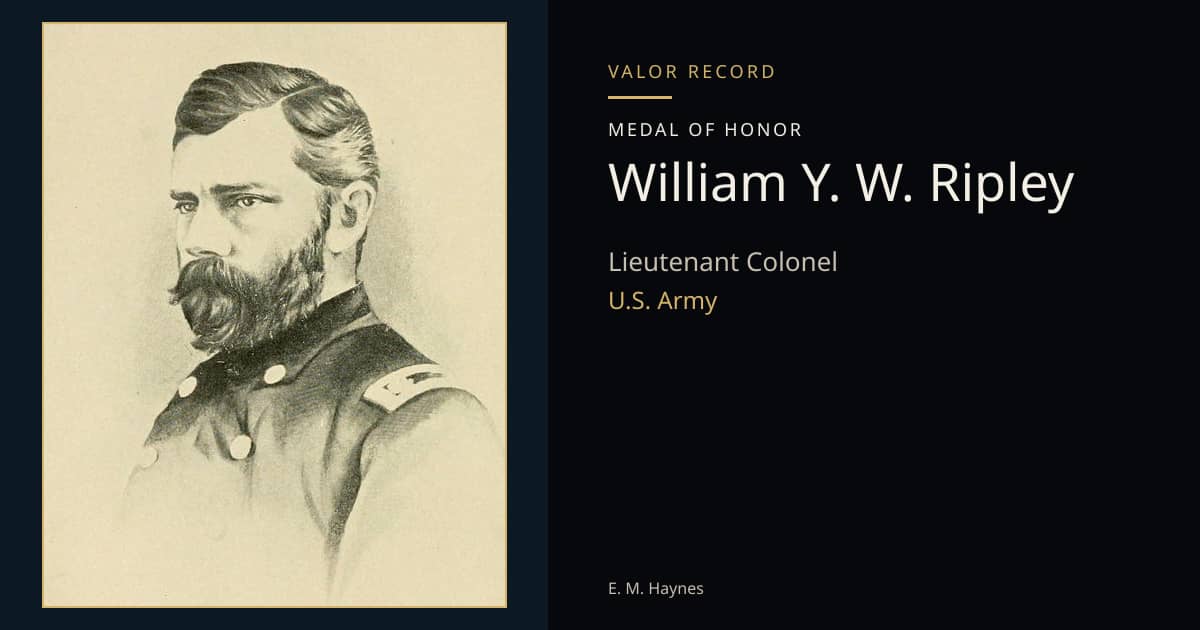 VALOR RECORD
MEDAL OF HONOR
William Y. W. Ripley
Lieutenant Colonel
U.S. Army
E. M. Haynes